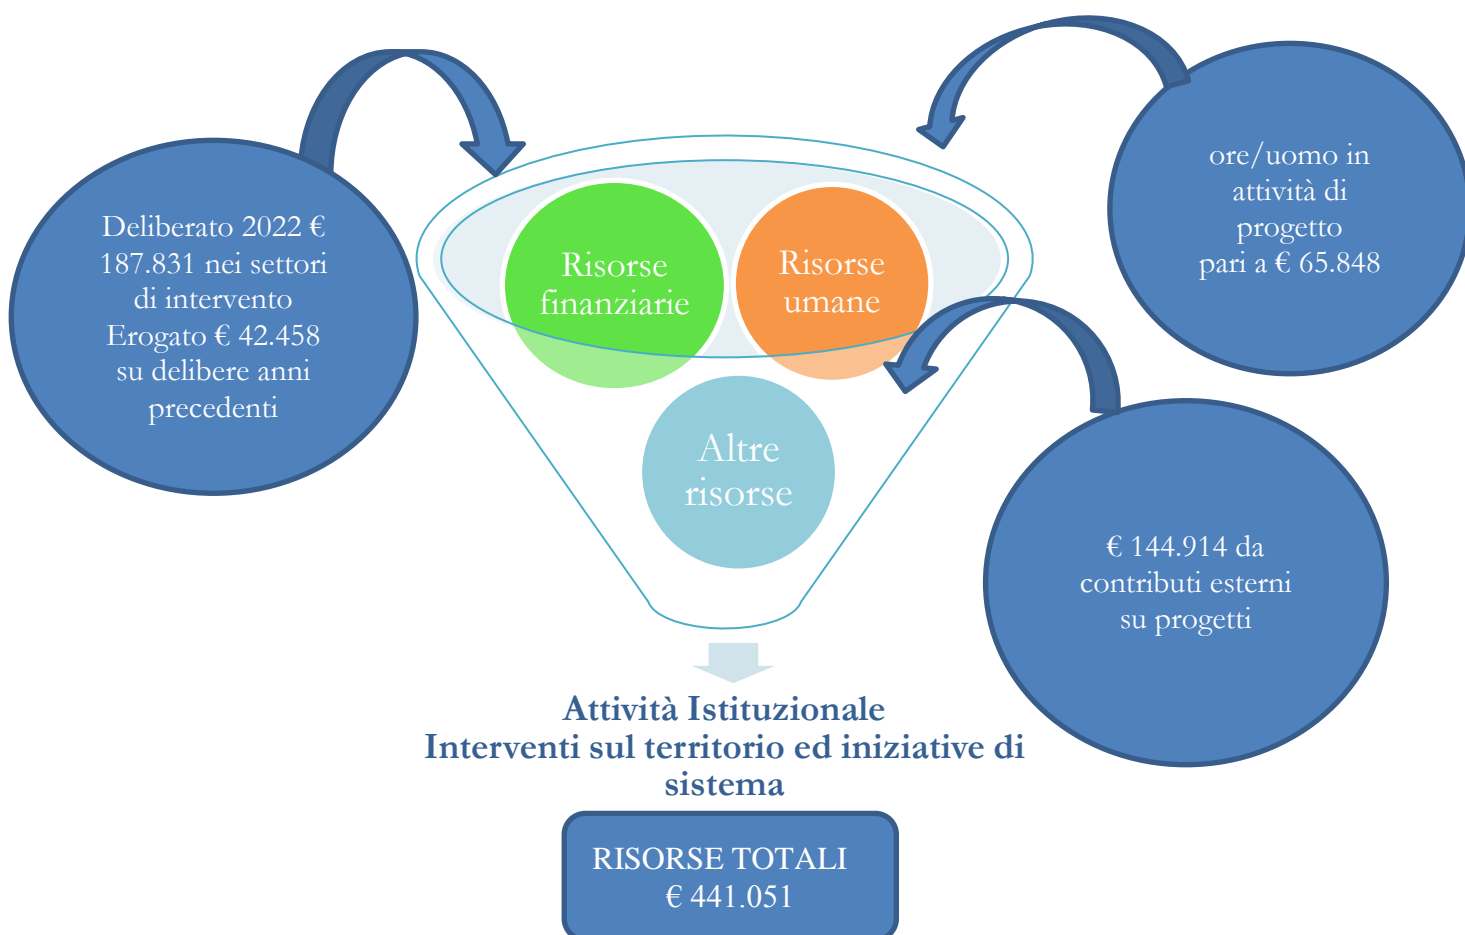 Deliberato 2022 €
187.831 nei settori
di intervento
Erogato € 42.458
su delibere anni
precedenti
Risorse
finanziarie
Risorse
umane
Altre
risorse
ore/uomo in
attività di
progetto
pari a € 65.848
€ 144.914 da
contributi esterni
su progetti
Attività Istituzionale
Interventi sul territorio ed iniziative di
sistema
RISORSE TOTALI
€ 441.051